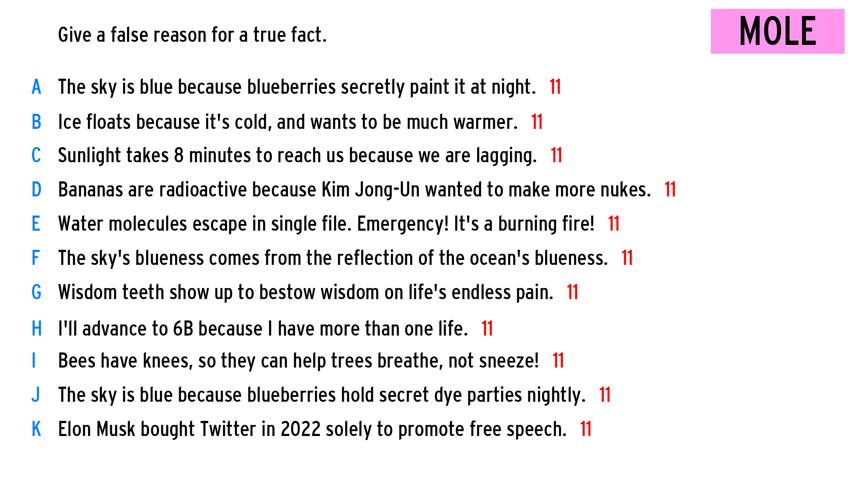 Give a false reason for a true fact.
MOLE
A The sky is blue because blueberries secretly paint it at night. 11
B Ice floats because it's cold, and wants to be much warmer. 11
C Sunlight takes 8 minutes to reach us because we are lagging. 11
D Bananas are radioactive because Kim Jong-Un wanted to make more nukes. 11
E Water molecules escape in single file. Emergency! It's a burning fire! 11
F The sky's blueness comes from the reflection of the ocean's blueness. 11
G Wisdom teeth show up to bestow wisdom on life's endless pain. 11
H I'll advance to 6B because I have more than one life. 11
I Bees have knees, so they can help trees breathe, not sneeze! 11
J The sky is blue because blueberries hold secret dye parties nightly. 11
K Elon Musk bought Twitter in 2022 solely to promote free speech. 11